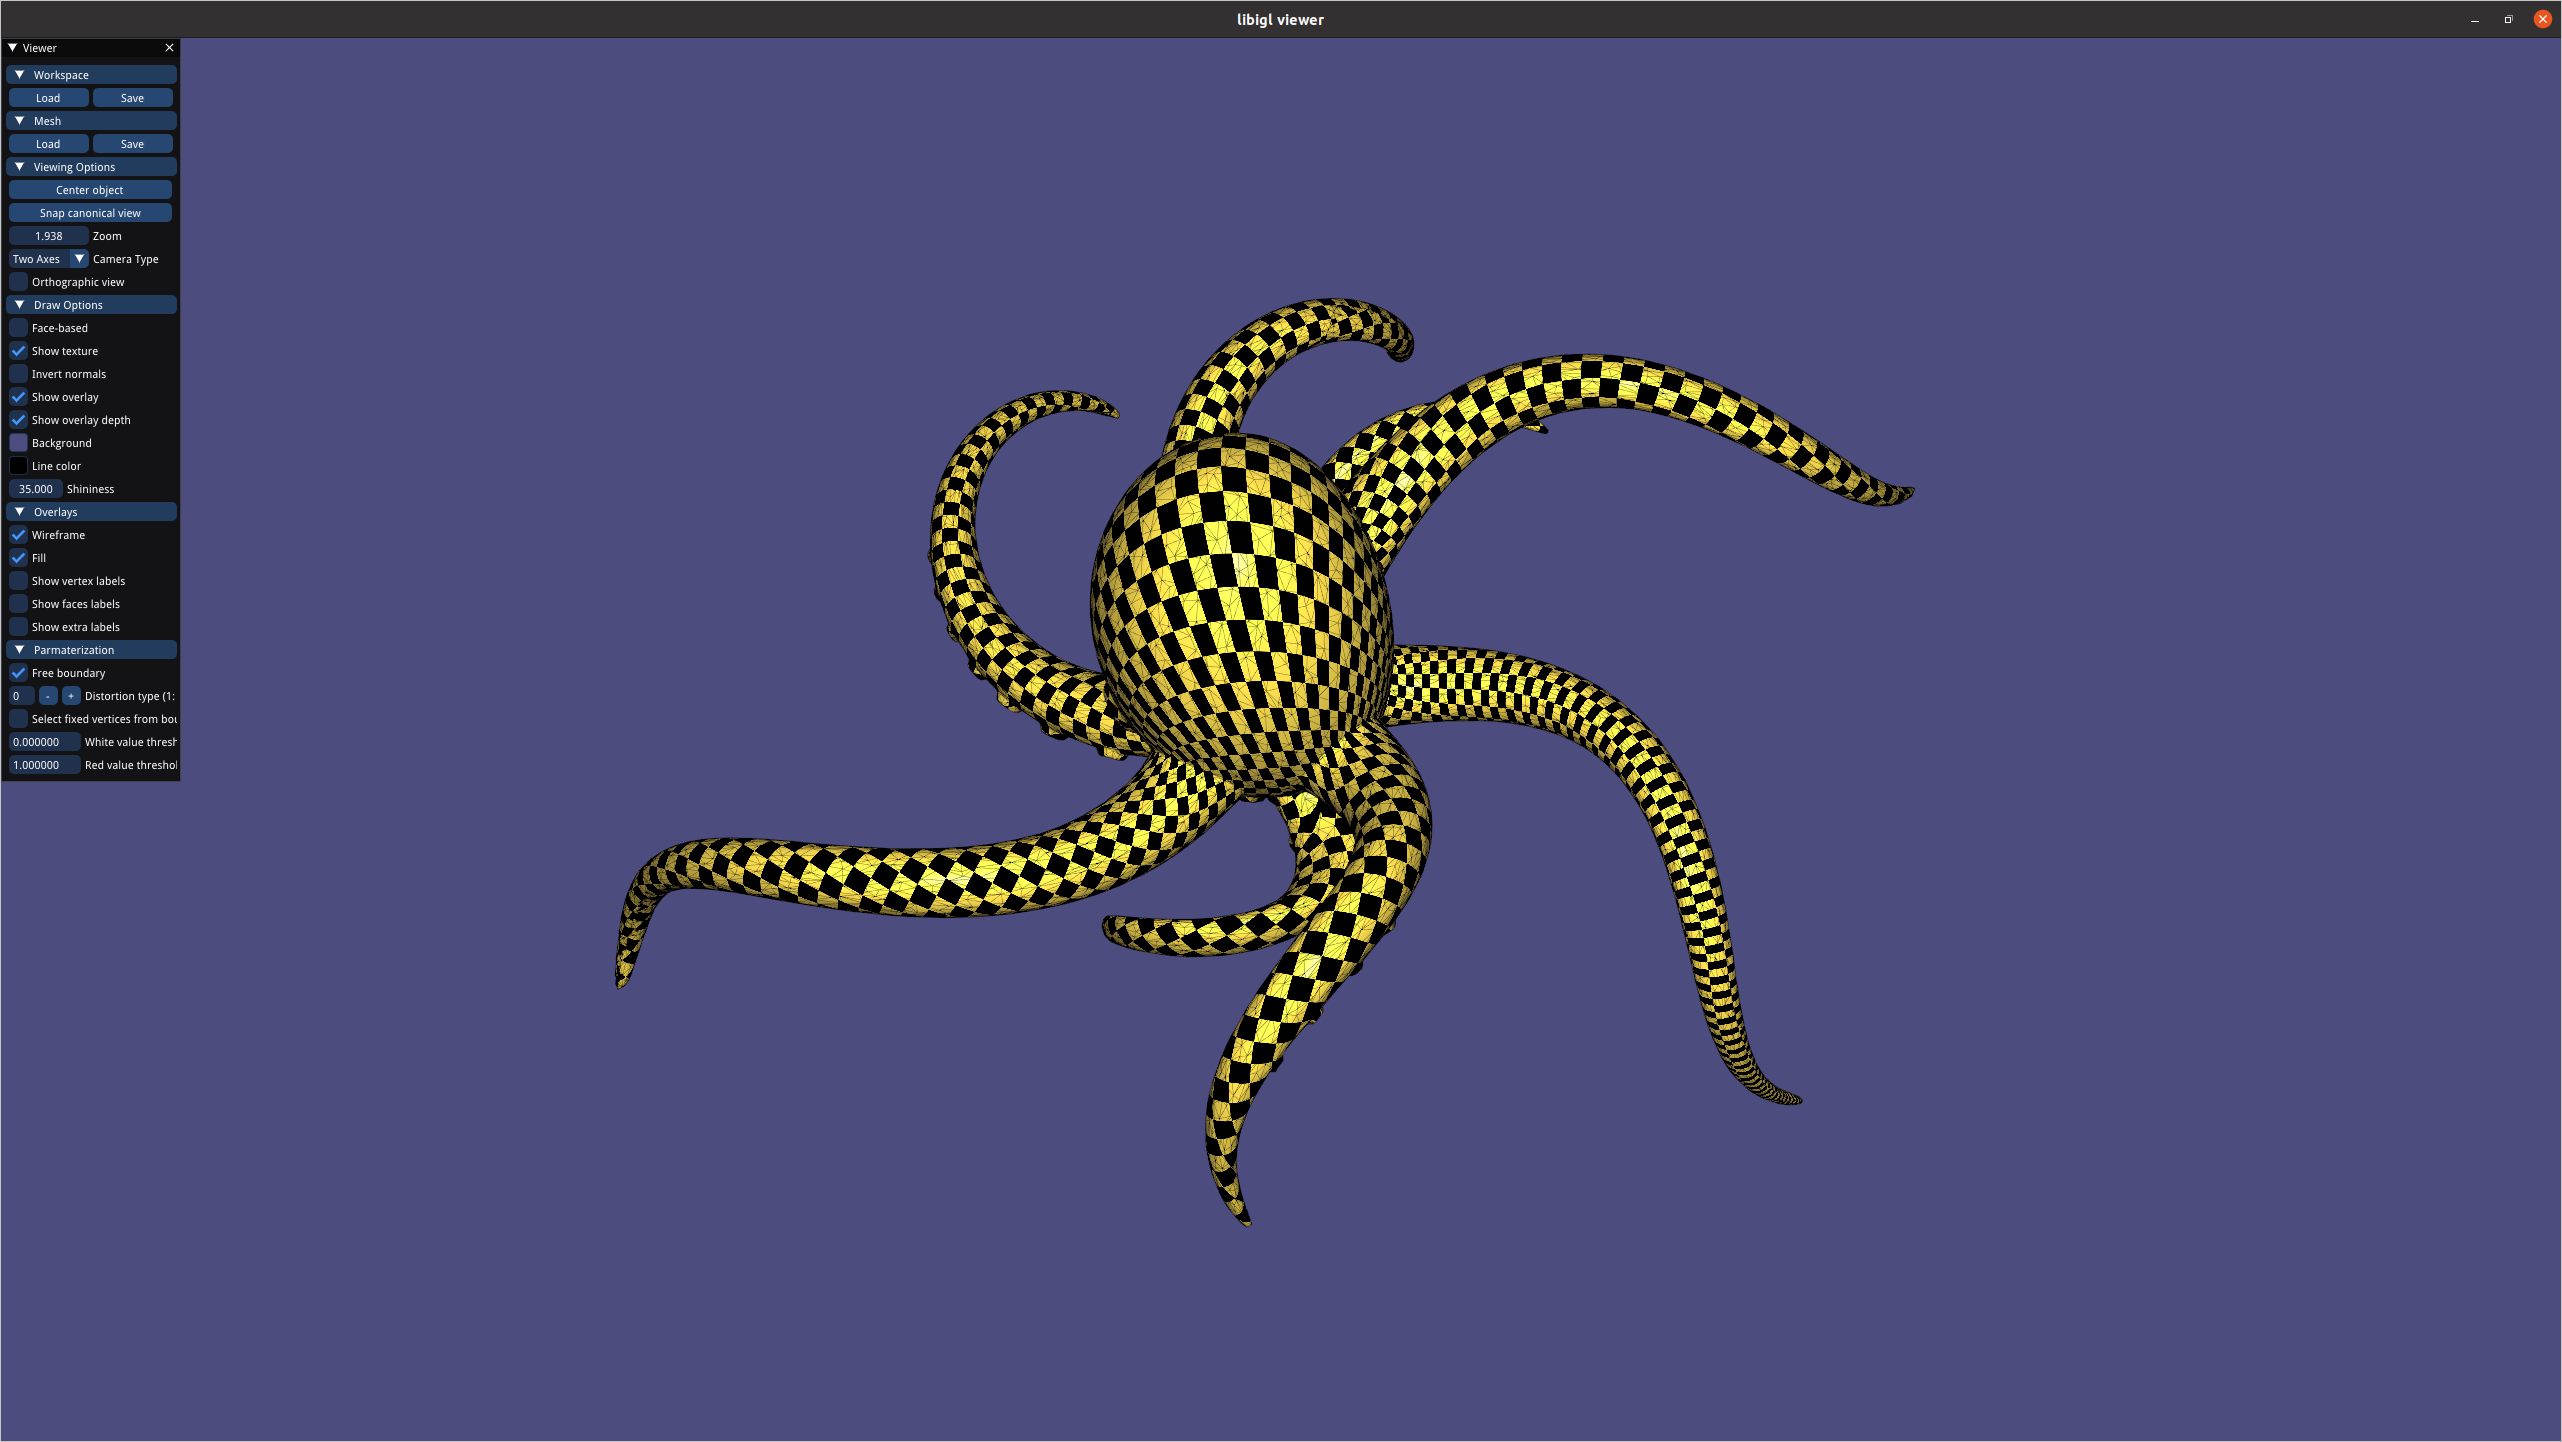 libigl viewer
Viewer
Workspace
Load Save
Mesh
Load Save
Viewing Options
Center object
Snap canonical view
1.938 Zoom
Two Axes Camera Type
Orthographic view
Draw Options
Face-based
Show texture
Invert normals
Show overlay
Show overlay depth
Background
Line color
35.000 Shininess
Overlays
Wireframe
Fill
Show vertex labels
Show faces labels
Show extra labels
Parmaterization
Free boundary
0 - + Distortion type (1:
Select fixed vertices from bou
0.000000 White value thresh
1.000000 Red value threshol